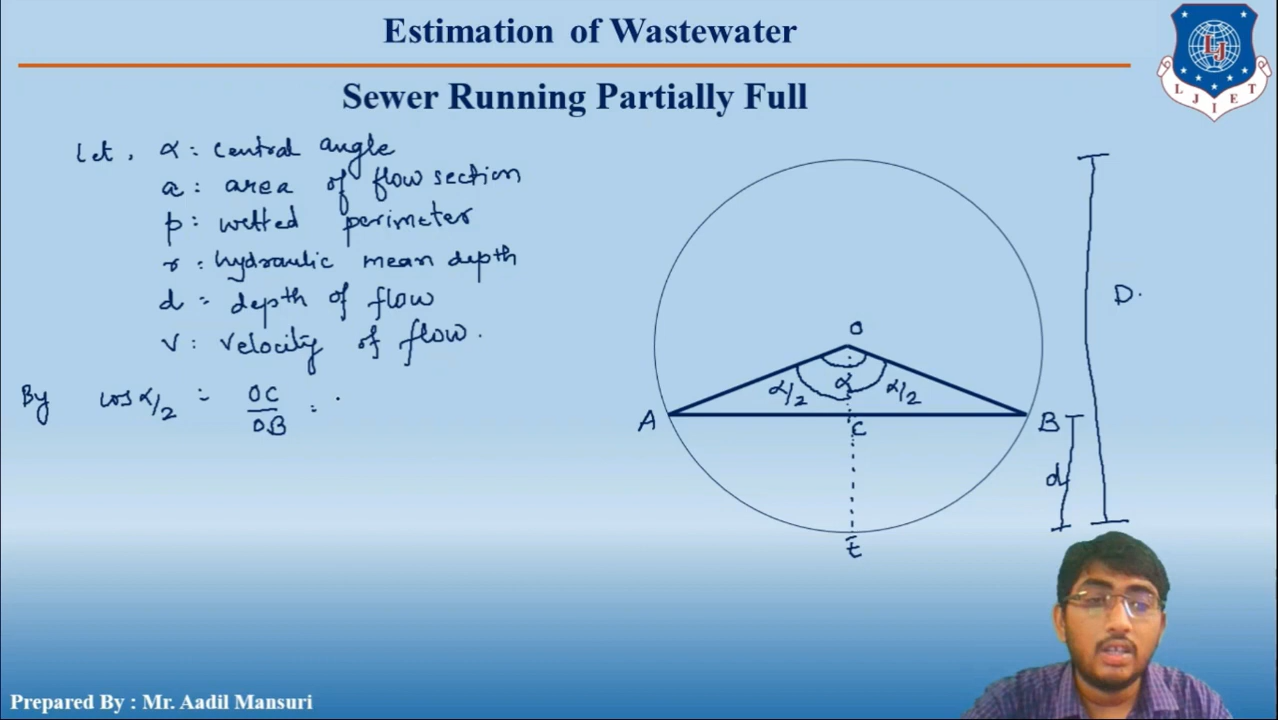 Estimation of Wastewater
Sewer Running Partially Full
LJ
L J I E T
Let, α : central angle
a : area of flow section
p : wetted perimeter
r : hydraulic mean depth
d : depth of flow
v : velocity of flow.
By cos α/2 = OC/OB =
O
α/2 α α/2
A C B
E
d
D.
Prepared By : Mr. Aadil Mansuri